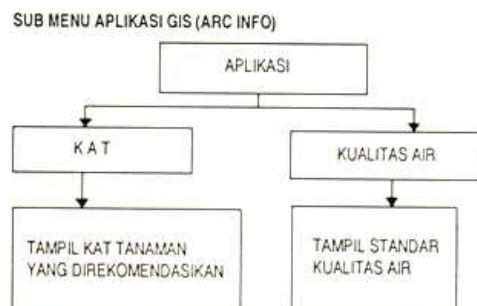 SUB MENU APLIKASI GIS (ARC INFO)
APLIKASI
K A T
KUALITAS AIR
TAMPIL KAT TANAMAN
YANG DIREKOMENDASIKAN
TAMPIL STANDAR
KUALITAS AIR